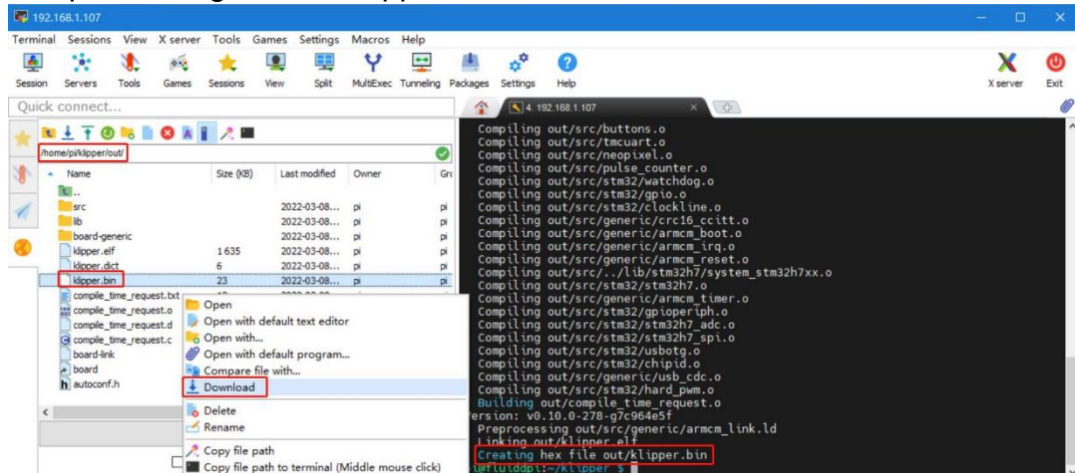 192.168.1.107
Terminal Sessions View X server Tools Games Settings Macros Help
Session Servers Tools Games Sessions View Split MultiExec Tunneling Packages Settings Help X server Exit
Quick connect...
4. 192.168.1.107
/home/pi/klipper/out/
Name Size (KB) Last modified Owner
..
src 2022-03-08... pi pi
lib 2022-03-08... pi pi
board-generic 2022-03-08... pi pi
klipper.elf 1 635 2022-03-08... pi pi
klipper.dict 6 2022-03-08... pi pi
klipper.bin 23 2022-03-08... pi pi
compile_time_request.txt
compile_time_request.o
compile_time_request.d
compile_time_request.c
board-link
board
autoconf.h
Open
Open with default text editor
Open with...
Open with default program...
Compare file with...
Download
Delete
Rename
Copy file path
Copy file path to terminal (Middle mouse click)
Compiling out/src/buttons.o
Compiling out/src/tmcuart.o
Compiling out/src/neopixel.o
Compiling out/src/pulse_counter.o
Compiling out/src/stm32/watchdog.o
Compiling out/src/stm32/gpio.o
Compiling out/src/stm32/clockline.o
Compiling out/src/generic/crc16_ccitt.o
Compiling out/src/generic/armcm_boot.o
Compiling out/src/generic/armcm_irq.o
Compiling out/src/generic/armcm_reset.o
Compiling out/src/../lib/stm32h7/system_stm32h7xx.o
Compiling out/src/stm32/stm32h7.o
Compiling out/src/generic/armcm_timer.o
Compiling out/src/stm32/gpioperiph.o
Compiling out/src/stm32/stm32h7_adc.o
Compiling out/src/stm32/stm32h7_spi.o
Compiling out/src/stm32/usbotg.o
Compiling out/src/stm32/chipid.o
Compiling out/src/generic/usb_cdc.o
Compiling out/src/stm32/hard_pwm.o
Building out/compile_time_request.o
ersion: v0.10.0-278-g7c964e5f
Preprocessing out/src/generic/armcm_link.ld
Linking out/klipper.elf
Creating hex file out/klipper.bin
i@fluiddpi:~/klipper $